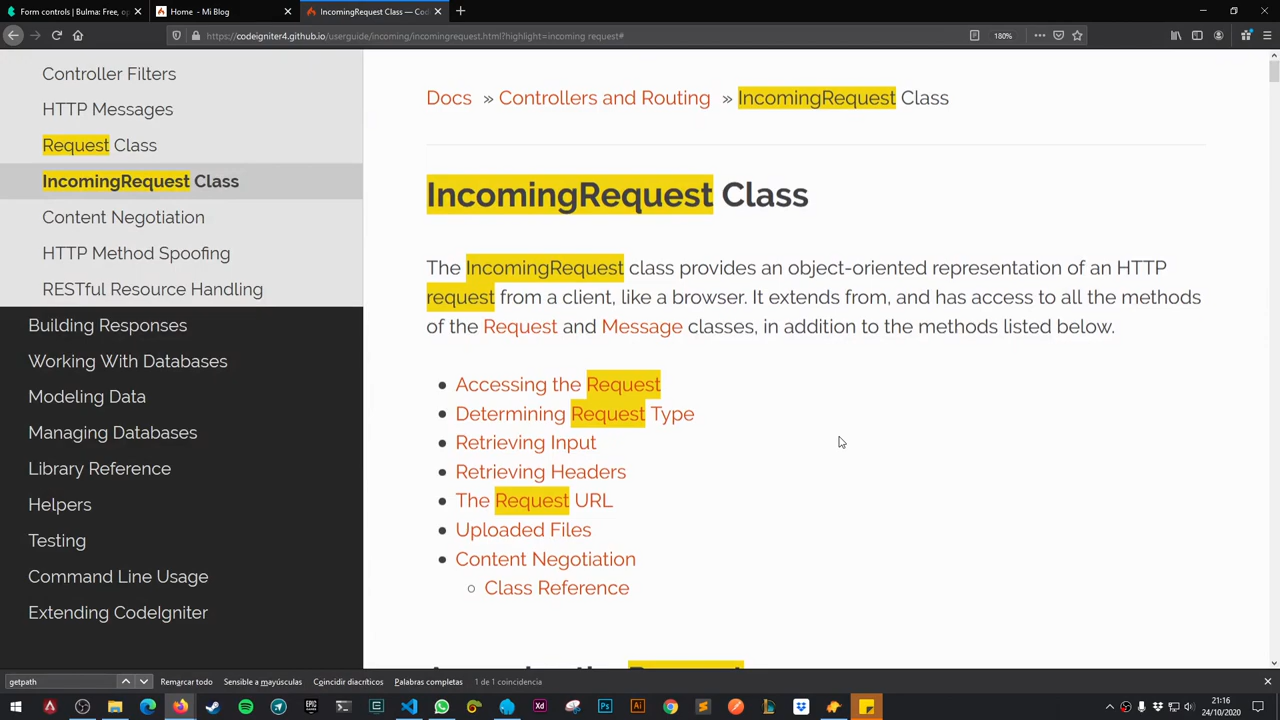 Form controls | Bulma: Free, op
Home - Mi Blog
IncomingRequest Class — Cod
https://codeigniter4.github.io/userguide/incoming/incomingrequest.html?highlight=incoming request#
180%
Controller Filters
HTTP Messages
Request Class
IncomingRequest Class
Content Negotiation
HTTP Method Spoofing
RESTful Resource Handling
Building Responses
Working With Databases
Modeling Data
Managing Databases
Library Reference
Helpers
Testing
Command Line Usage
Extending CodeIgniter
Docs » Controllers and Routing » IncomingRequest Class
IncomingRequest Class
The IncomingRequest class provides an object-oriented representation of an HTTP
request from a client, like a browser. It extends from, and has access to all the methods
of the Request and Message classes, in addition to the methods listed below.
Accessing the Request
Determining Request Type
Retrieving Input
Retrieving Headers
The Request URL
Uploaded Files
Content Negotiation
Class Reference
getpath
Remarcar todo
Sensible a mayúsculas
Coincidir diacríticos
Palabras completas
1 de 1 coincidencia
21:16
24/10/2020